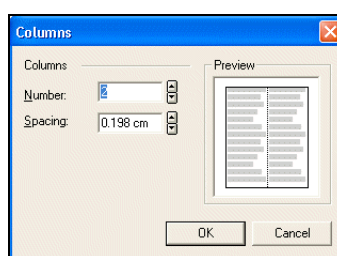 Columns
Columns
Number: 2
Spacing: 0.198 cm
Preview
OK Cancel